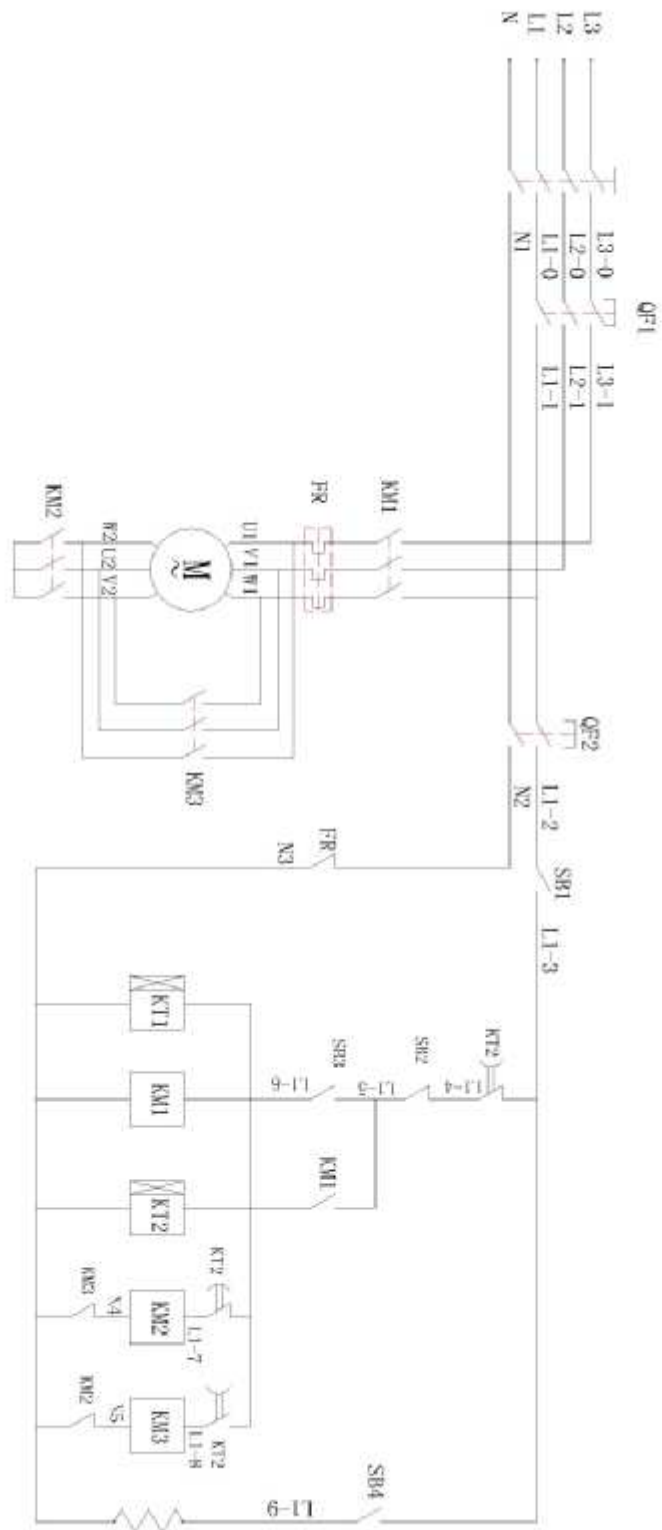 L3
L2
L1
N
L3-0
L2-0
L1-0
N1
QF1
L3-1
L2-1
L1-1
KM1
FR
U1 V1 W1
M
~
W2 U2 V2
KM2
KM3
QF2
L1-2
N2
SB1
L1-3
FR
N3
KT2
L1-4
SB2
L1-5
SB3
L1-6
KM1
KT1
KM1
KT2
KT2
L1-7
KM2
KM3
KT2
L1-8
KM3
KM2
SB4
L1-9